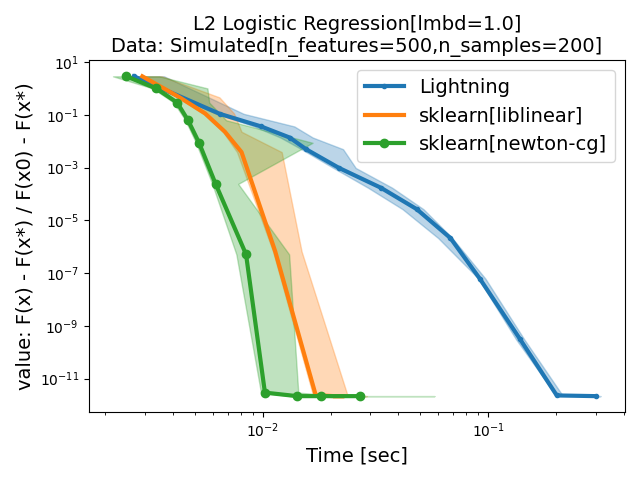 L2 Logistic Regression[lmbd=1.0]
Data: Simulated[n_features=500,n_samples=200]
value: F(x) - F(x*) / F(x0) - F(x*)
10¹
10⁻¹
10⁻³
10⁻⁵
10⁻⁷
10⁻⁹
10⁻¹¹
Lightning
sklearn[liblinear]
sklearn[newton-cg]
10⁻²
10⁻¹
Time [sec]